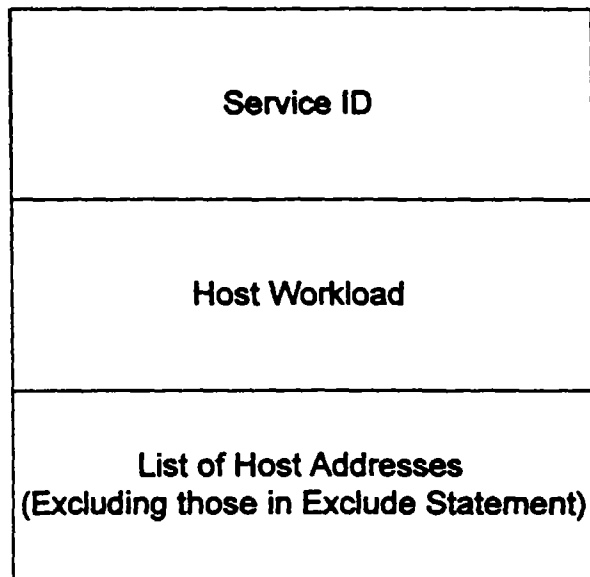 Service ID
Host Workload
List of Host Addresses
(Excluding those in Exclude Statement)